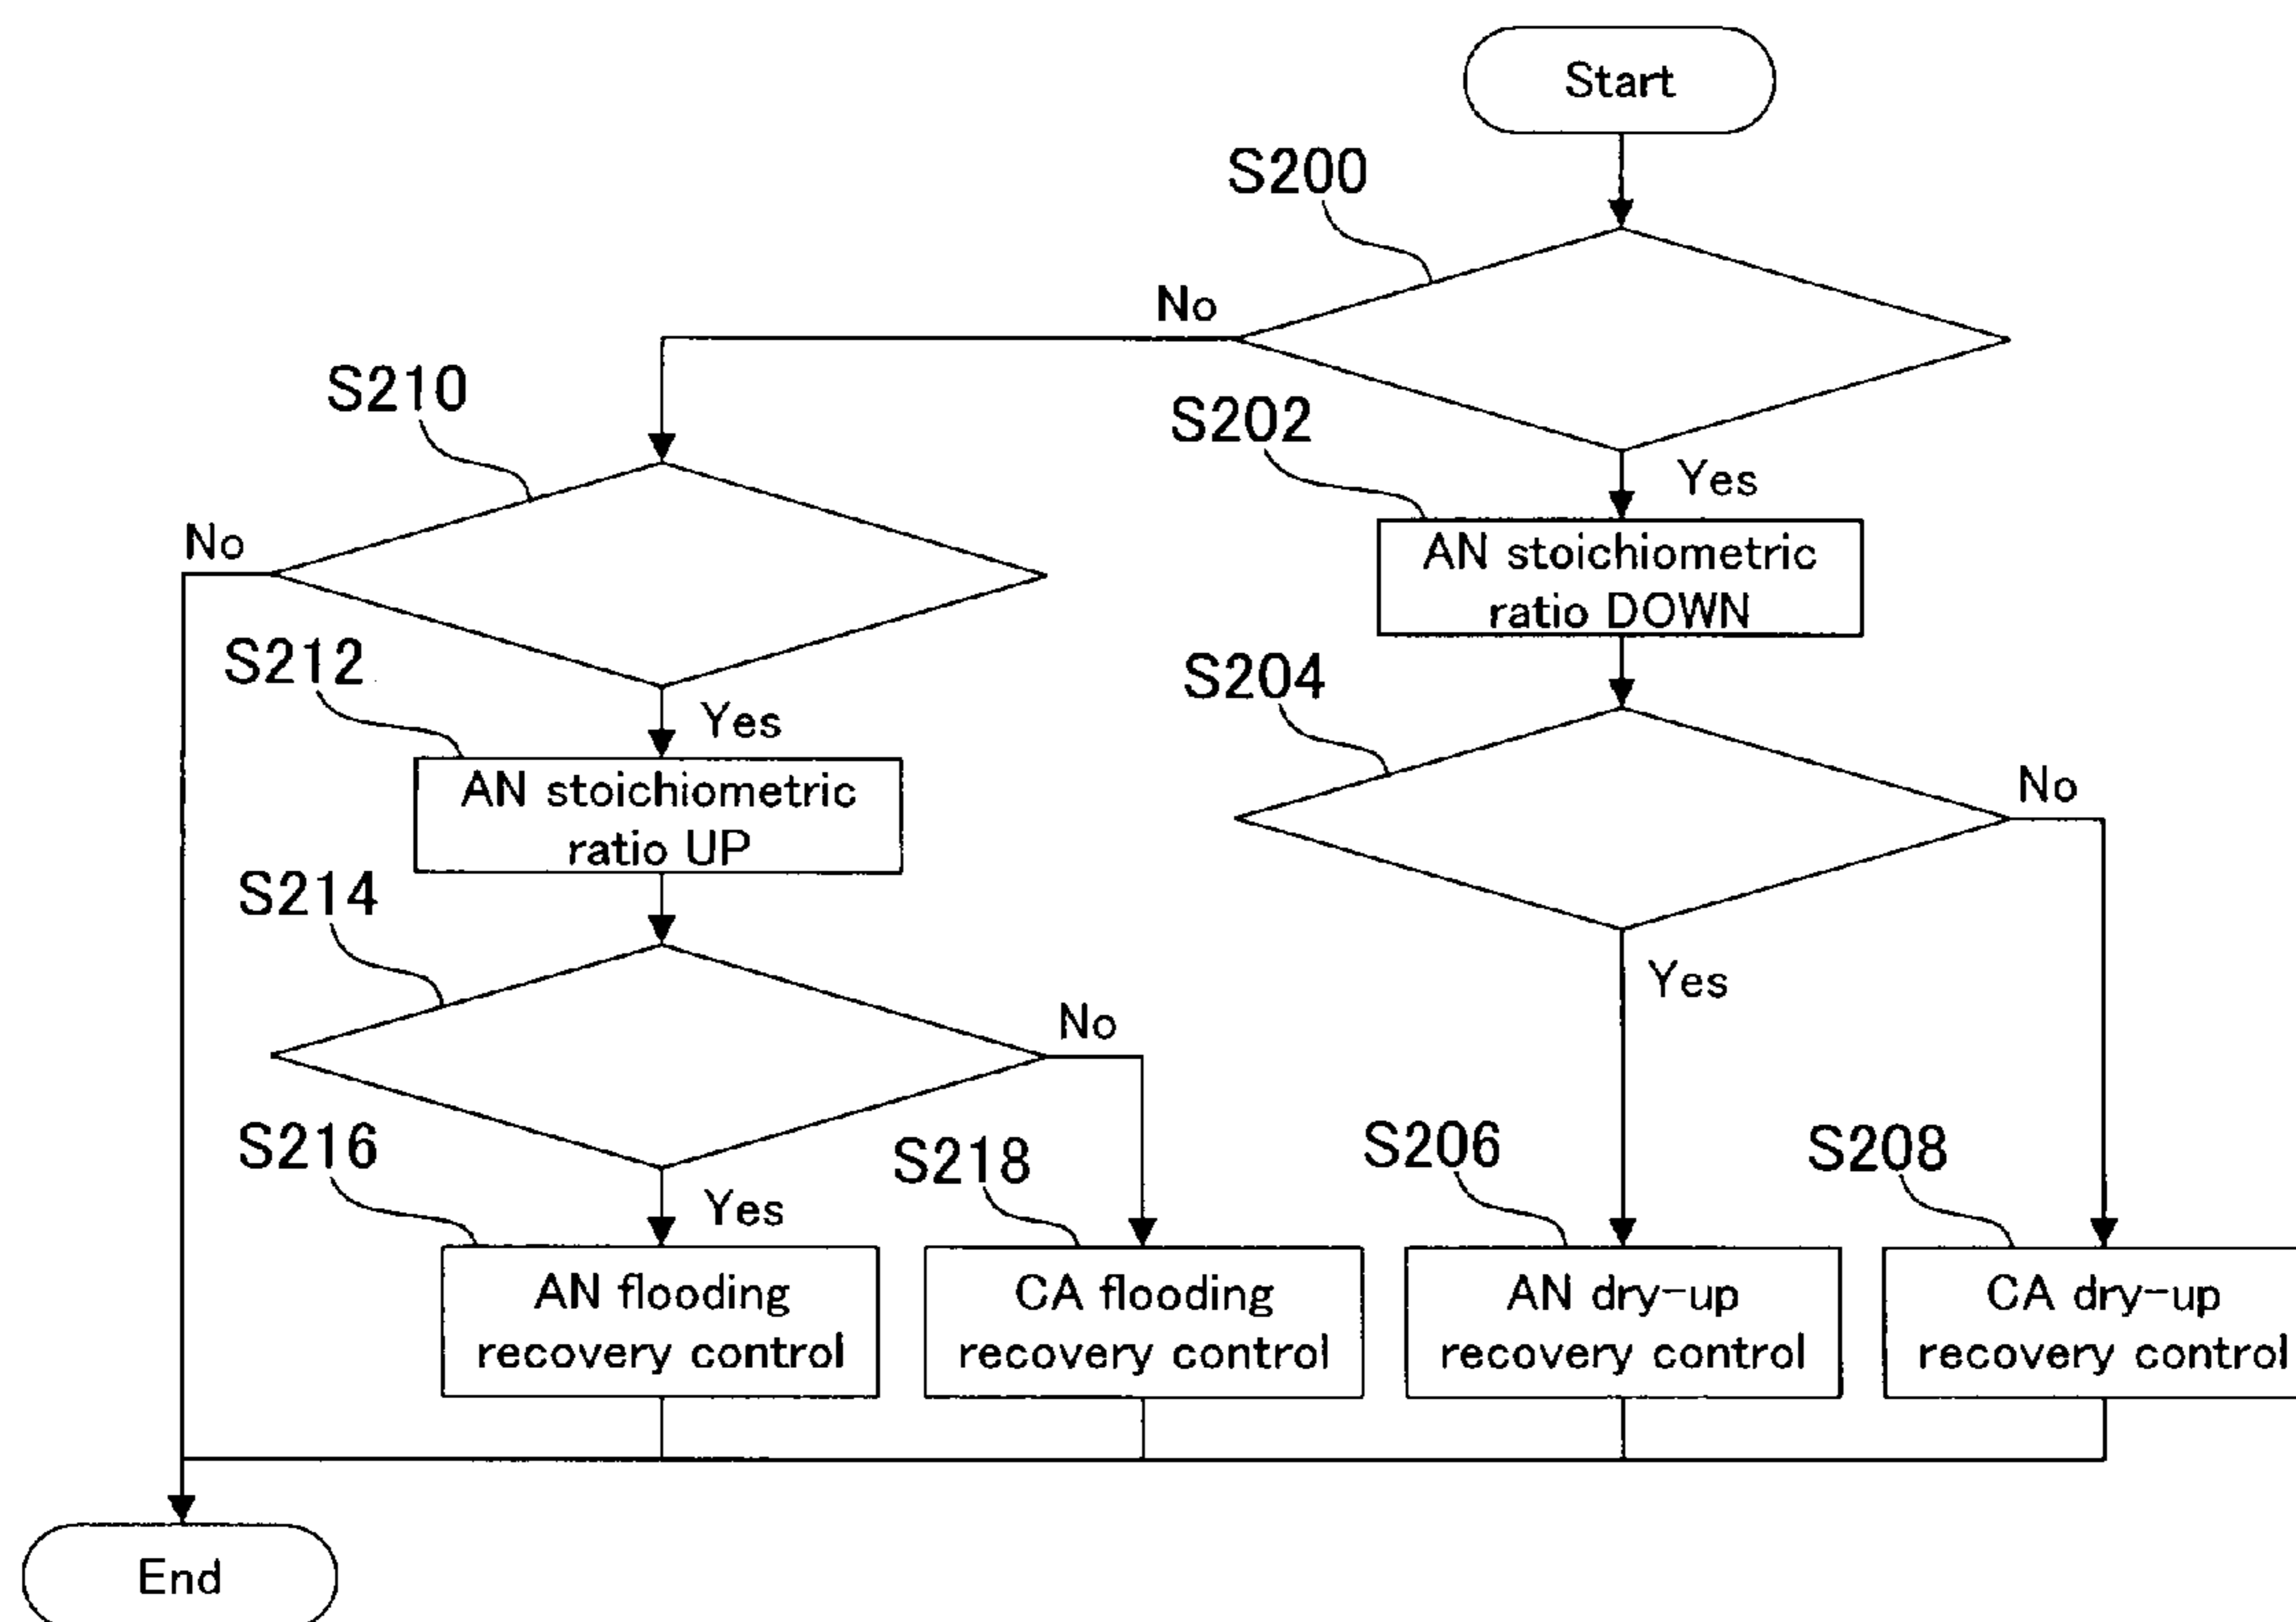 Start
S200
No
S210
S202
Yes
No
AN stoichiometric
ratio DOWN
S212
S204
Yes
No
AN stoichiometric
ratio UP
S214
Yes
No
S216
S218
S206
S208
Yes
AN flooding
recovery control
CA flooding
recovery control
AN dry-up
recovery control
CA dry-up
recovery control
End